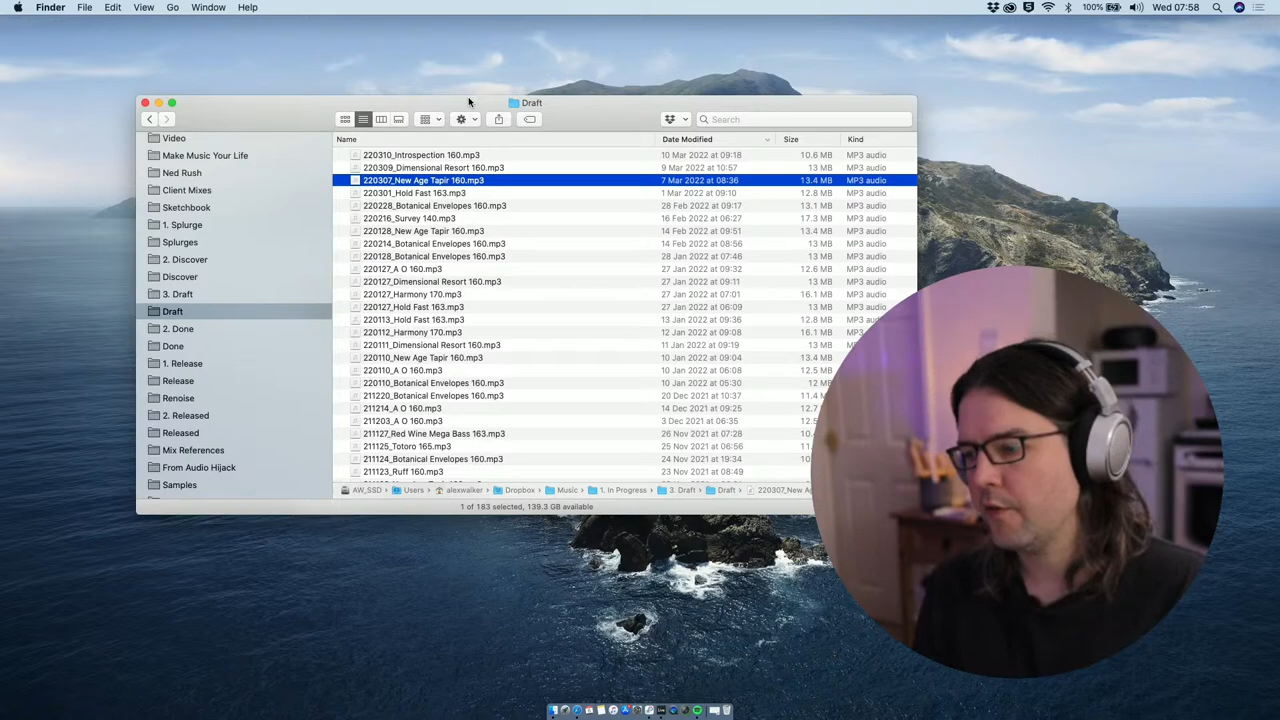 Finder File Edit View Go Window Help 100% Wed 07:58
Draft
Search
Name Date Modified Size Kind
Video
Make Music Your Life
Ned Rush
Client Mixes
Sketchbook
1. Splurge
Splurges
2. Discover
Discover
3. Draft
Draft
2. Done
Done
1. Release
Release
Renoise
2. Released
Released
Mix References
From Audio Hijack
Samples
220310_Introspection 160.mp3 10 Mar 2022 at 09:18 10.6 MB MP3 audio
220309_Dimensional Resort 160.mp3 9 Mar 2022 at 10:57 13 MB MP3 audio
220307_New Age Tapir 160.mp3 7 Mar 2022 at 08:36 13.4 MB MP3 audio
220301_Hold Fast 163.mp3 1 Mar 2022 at 09:10 12.8 MB MP3 audio
220228_Botanical Envelopes 160.mp3 28 Feb 2022 at 09:17 13.1 MB MP3 audio
220216_Survey 140.mp3 16 Feb 2022 at 06:27 17.3 MB MP3 audio
220128_New Age Tapir 160.mp3 14 Feb 2022 at 09:51 13.4 MB MP3 audio
220214_Botanical Envelopes 160.mp3 14 Feb 2022 at 08:56 13 MB MP3 audio
220128_Botanical Envelopes 160.mp3 28 Jan 2022 at 07:46 13 MB MP3 audio
220127_A O 160.mp3 27 Jan 2022 at 09:32 12.6 MB MP3 audio
220127_Dimensional Resort 160.mp3 27 Jan 2022 at 09:11 13 MB MP3 audio
220127_Harmony 170.mp3 27 Jan 2022 at 07:01 16.1 MB MP3 audio
220127_Hold Fast 163.mp3 27 Jan 2022 at 06:09 13 MB MP3 audio
220113_Hold Fast 163.mp3 13 Jan 2022 at 09:36 12.8 MB MP3 audio
220112_Harmony 170.mp3 12 Jan 2022 at 09:08 16.1 MB MP3 audio
220111_Dimensional Resort 160.mp3 11 Jan 2022 at 09:19 13 MB MP3 audio
220110_New Age Tapir 160.mp3 10 Jan 2022 at 09:04 13.4 MB
220110_A O 160.mp3 10 Jan 2022 at 06:08 12.5 MB
220110_Botanical Envelopes 160.mp3 10 Jan 2022 at 05:30 12 MB
211220_Botanical Envelopes 160.mp3 20 Dec 2021 at 10:37 11.4
211214_A O 160.mp3 14 Dec 2021 at 09:25 12.7
211203_A O 160.mp3 3 Dec 2021 at 06:35 12.5
211127_Red Wine Mega Bass 163.mp3 26 Nov 2021 at 07:28 10.
211125_Totoro 165.mp3 25 Nov 2021 at 06:56
211124_Botanical Envelopes 160.mp3 24 Nov 2021 at 19:34
211123_Ruff 160.mp3 23 Nov 2021 at 08:49
AW_SSD Users alexwalker Dropbox Music 1. In Progress 3. Draft Draft 220307_New Ag
1 of 183 selected, 139.3 GB available